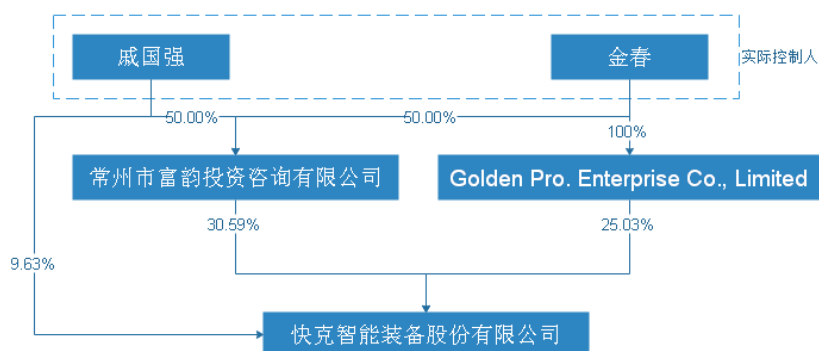 戚国强
金春
实际控制人
50.00%
50.00%
100%
常州市富韵投资咨询有限公司
Golden Pro. Enterprise Co., Limited
30.59%
25.03%
9.63%
快克智能装备股份有限公司